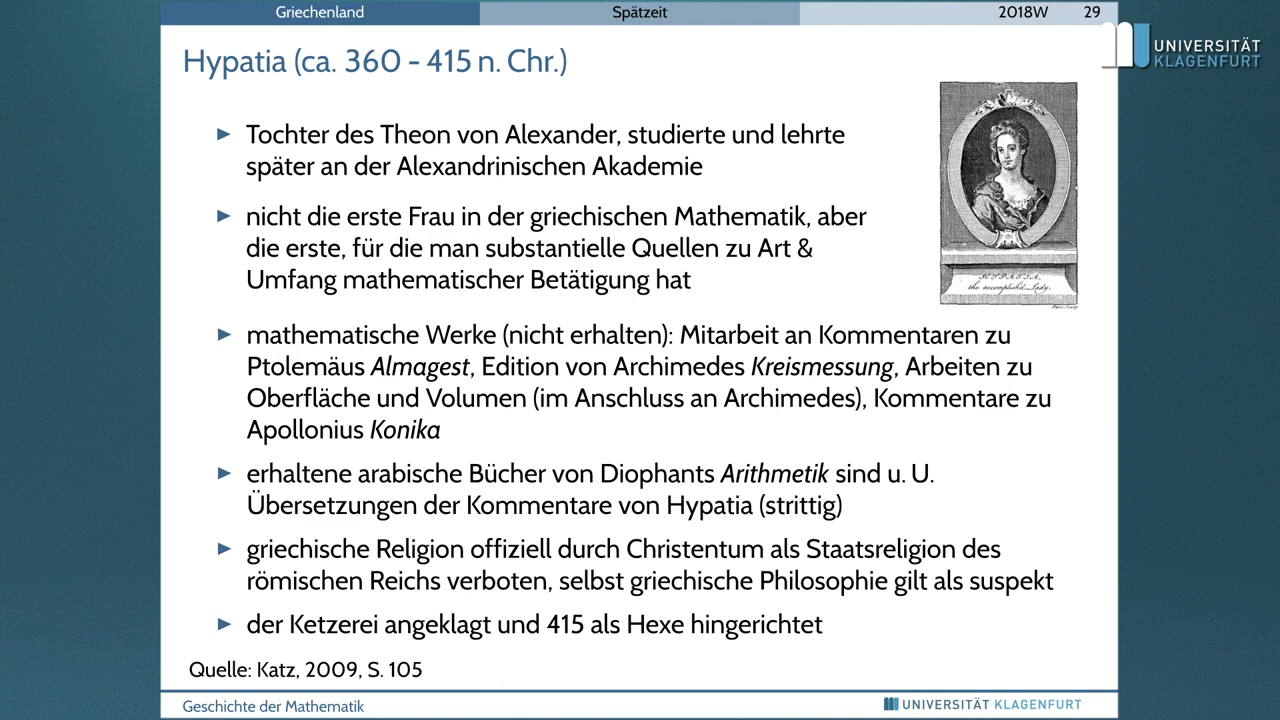 Griechenland Spätzeit 2018W 29
UNIVERSITÄT
KLAGENFURT
Hypatia (ca. 360 – 415 n. Chr.)
Tochter des Theon von Alexander, studierte und lehrte
später an der Alexandrinischen Akademie
nicht die erste Frau in der griechischen Mathematik, aber
die erste, für die man substantielle Quellen zu Art &
Umfang mathematischer Betätigung hat
HYPATIA,
the accomplish'd Lady.
mathematische Werke (nicht erhalten): Mitarbeit an Kommentaren zu
Ptolemäus Almagest, Edition von Archimedes Kreismessung, Arbeiten zu
Oberfläche und Volumen (im Anschluss an Archimedes), Kommentare zu
Apollonius Konika
erhaltene arabische Bücher von Diophants Arithmetik sind u. U.
Übersetzungen der Kommentare von Hypatia (strittig)
griechische Religion offiziell durch Christentum als Staatsreligion des
römischen Reichs verboten, selbst griechische Philosophie gilt als suspekt
der Ketzerei angeklagt und 415 als Hexe hingerichtet
Quelle: Katz, 2009, S. 105
Geschichte der Mathematik UNIVERSITÄT KLAGENFURT